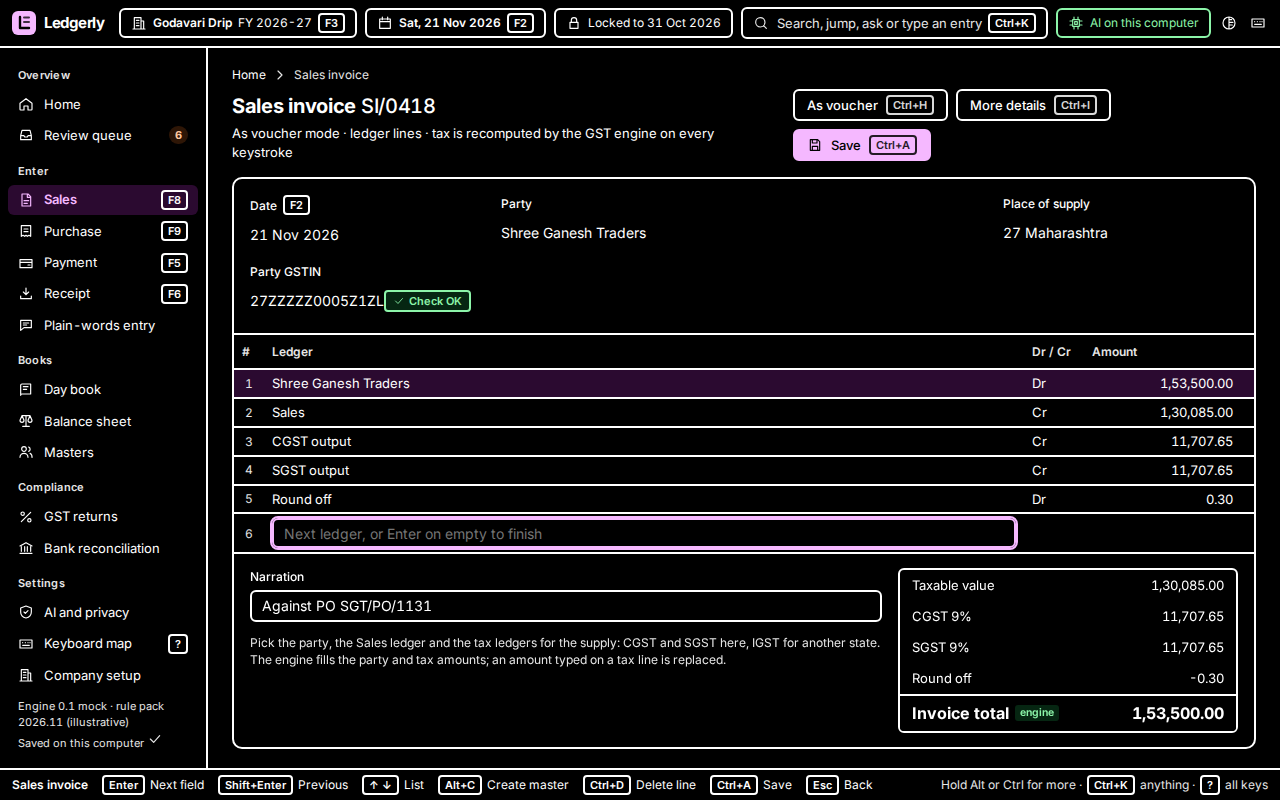 Ledgerly
Godavari Drip FY 2026-27 F3
Sat, 21 Nov 2026 F2
Locked to 31 Oct 2026
Search, jump, ask or type an entry Ctrl+K
AI on this computer
Overview
Home
Review queue 6
Enter
Sales F8
Purchase F9
Payment F5
Receipt F6
Plain-words entry
Books
Day book
Balance sheet
Masters
Compliance
GST returns
Bank reconciliation
Settings
AI and privacy
Keyboard map ?
Company setup
Engine 0.1 mock · rule pack
2026.11 (illustrative)
Saved on this computer
Home > Sales invoice
Sales invoice SI/0418
As voucher mode · ledger lines · tax is recomputed by the GST engine on every
keystroke
As voucher Ctrl+H
More details Ctrl+I
Save Ctrl+A
Date F2
21 Nov 2026
Party
Shree Ganesh Traders
Place of supply
27 Maharashtra
Party GSTIN
27ZZZZZ0005Z1ZL Check OK
# Ledger Dr / Cr Amount
1 Shree Ganesh Traders Dr 1,53,500.00
2 Sales Cr 1,30,085.00
3 CGST output Cr 11,707.65
4 SGST output Cr 11,707.65
5 Round off Dr 0.30
6 Next ledger, or Enter on empty to finish
Narration
Against PO SGT/PO/1131
Pick the party, the Sales ledger and the tax ledgers for the supply: CGST and SGST here, IGST for another state.
The engine fills the party and tax amounts; an amount typed on a tax line is replaced.
Taxable value 1,30,085.00
CGST 9% 11,707.65
SGST 9% 11,707.65
Round off -0.30
Invoice total engine 1,53,500.00
Sales invoice Enter Next field Shift+Enter Previous ↑ ↓ List Alt+C Create master Ctrl+D Delete line Ctrl+A Save Esc Back Hold Alt or Ctrl for more · Ctrl+K anything · ? all keys